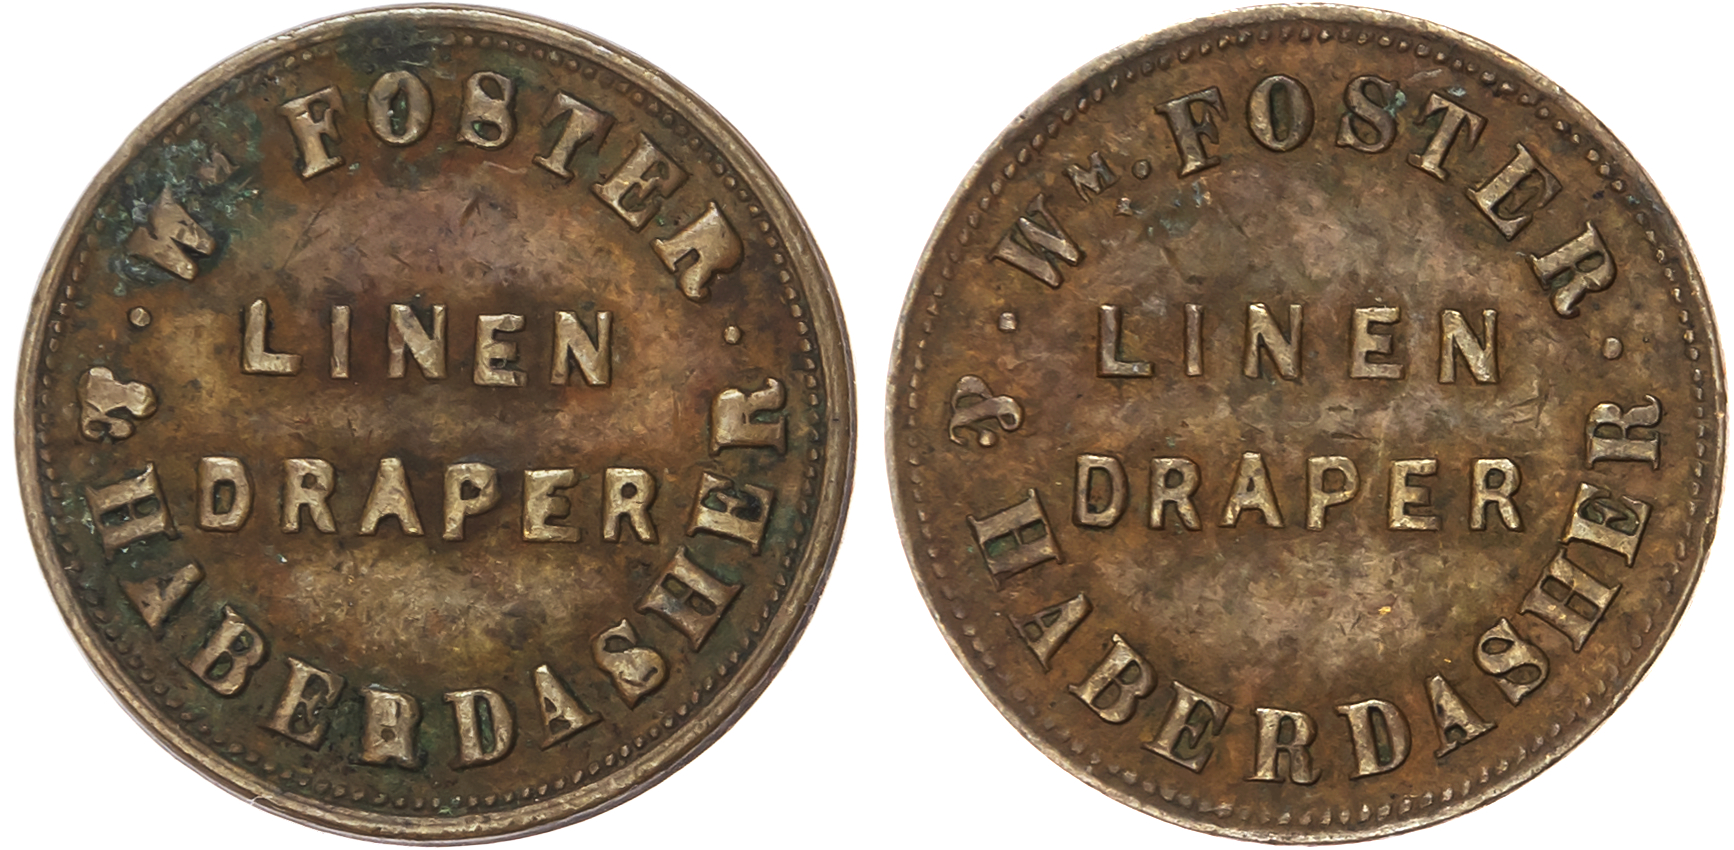 Wᴹ FOSTER
LINEN
DRAPER
& HABERDASHER
Wᴹ. FOSTER
LINEN
DRAPER
& HABERDASHER